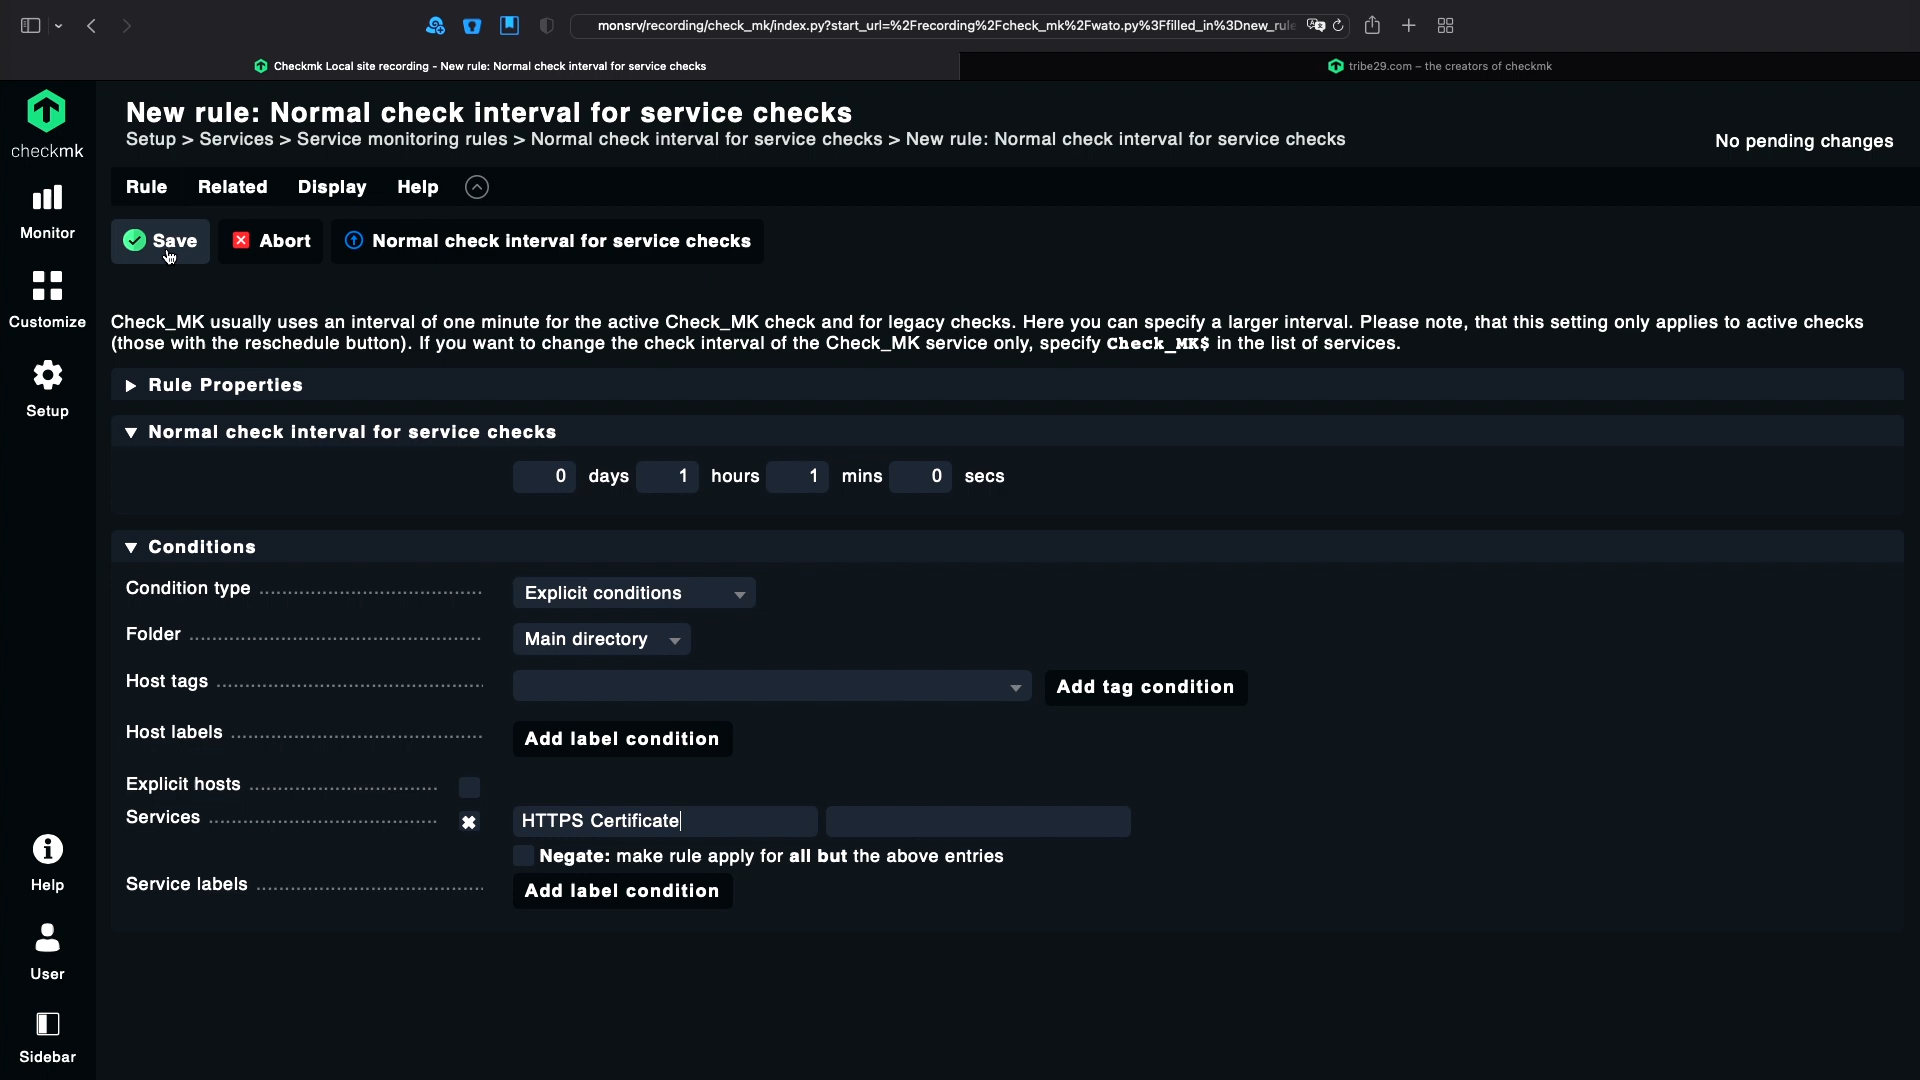 monsrv/recording/check_mk/index.py?start_url=%2Frecording%2Fcheck_mk%2Fwato.py%3Ffilled_in%3Dnew_rule
Checkmk Local site recording - New rule: Normal check interval for service checks
tribe29.com – the creators of checkmk
checkmk
New rule: Normal check interval for service checks
Setup > Services > Service monitoring rules > Normal check interval for service checks > New rule: Normal check interval for service checks
No pending changes
Rule Related Display Help
Save Abort Normal check interval for service checks
Monitor
Customize
Setup
Check_MK usually uses an interval of one minute for the active Check_MK check and for legacy checks. Here you can specify a larger interval. Please note, that this setting only applies to active checks
(those with the reschedule button). If you want to change the check interval of the Check_MK service only, specify Check_MK$ in the list of services.
Rule Properties
Normal check interval for service checks
0 days 1 hours 1 mins 0 secs
Conditions
Condition type Explicit conditions
Folder Main directory
Host tags Add tag condition
Host labels Add label condition
Explicit hosts
Services HTTPS Certificate
Negate: make rule apply for all but the above entries
Service labels Add label condition
Help
User
Sidebar